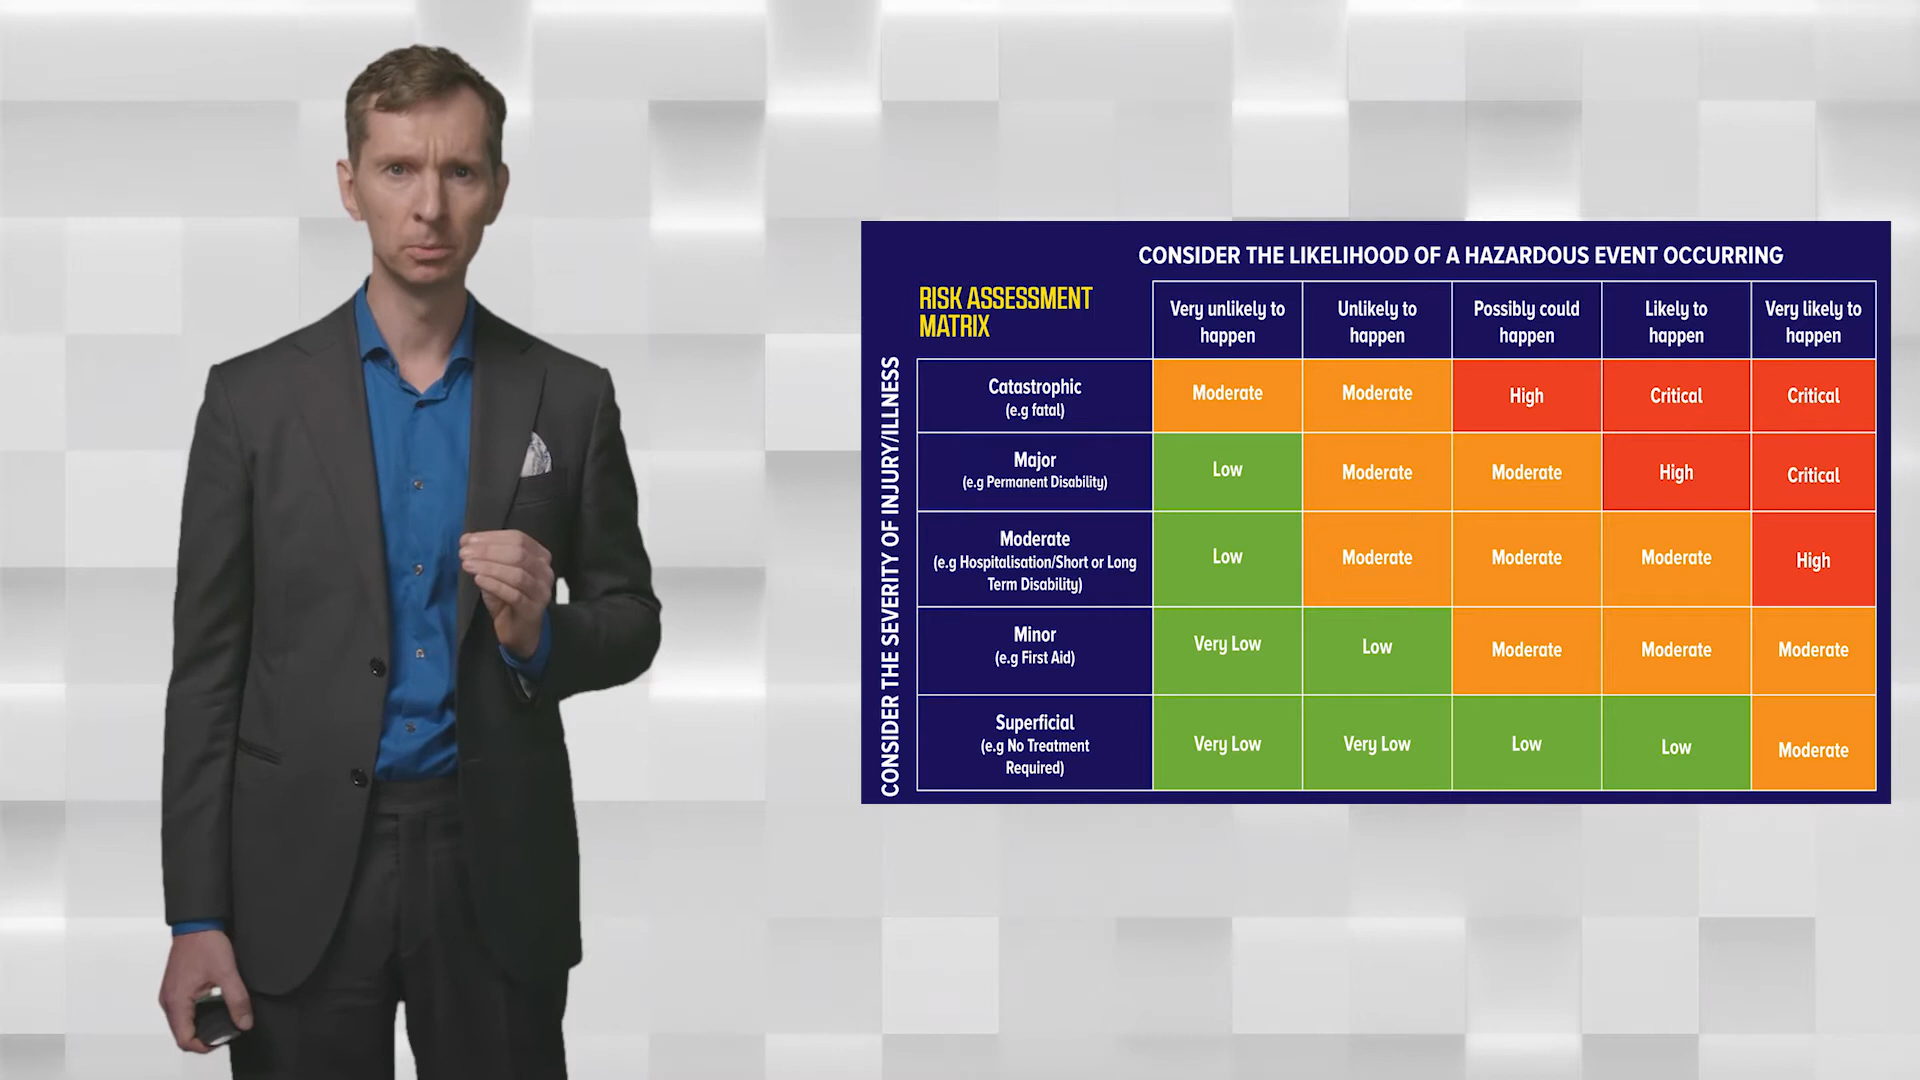 CONSIDER THE LIKELIHOOD OF A HAZARDOUS EVENT OCCURRING
RISK ASSESSMENT
MATRIX
Very unlikely to
happen
Unlikely to
happen
Possibly could
happen
Likely to
happen
Very likely to
happen
CONSIDER THE SEVERITY OF INJURY/ILLNESS
Catastrophic
(e.g fatal)
Moderate
Moderate
High
Critical
Critical
Major
(e.g Permanent Disability)
Low
Moderate
Moderate
High
Critical
Moderate
(e.g Hospitalisation/Short or Long
Term Disability)
Low
Moderate
Moderate
Moderate
High
Minor
(e.g First Aid)
Very Low
Low
Moderate
Moderate
Moderate
Superficial
(e.g No Treatment
Required)
Very Low
Very Low
Low
Low
Moderate